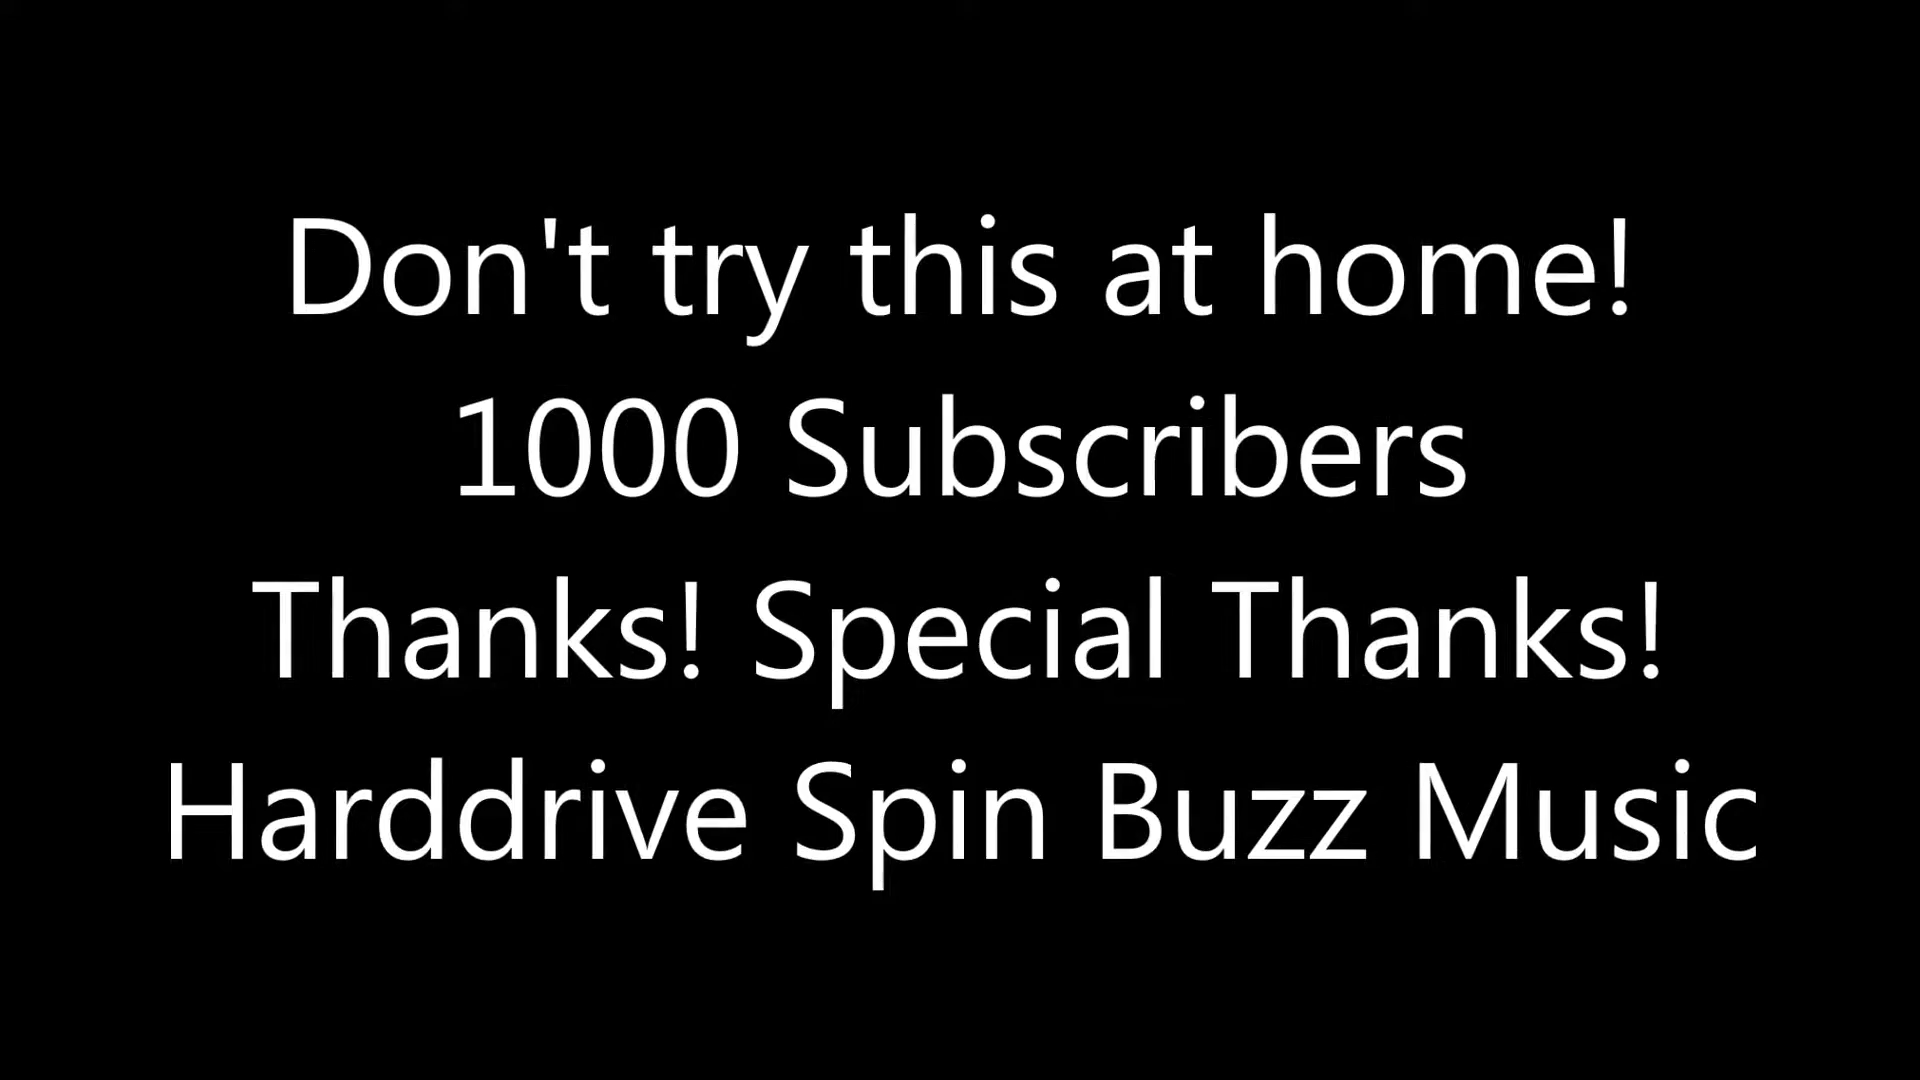 Don't try this at home!
1000 Subscribers
Thanks! Special Thanks!
Harddrive Spin Buzz Music